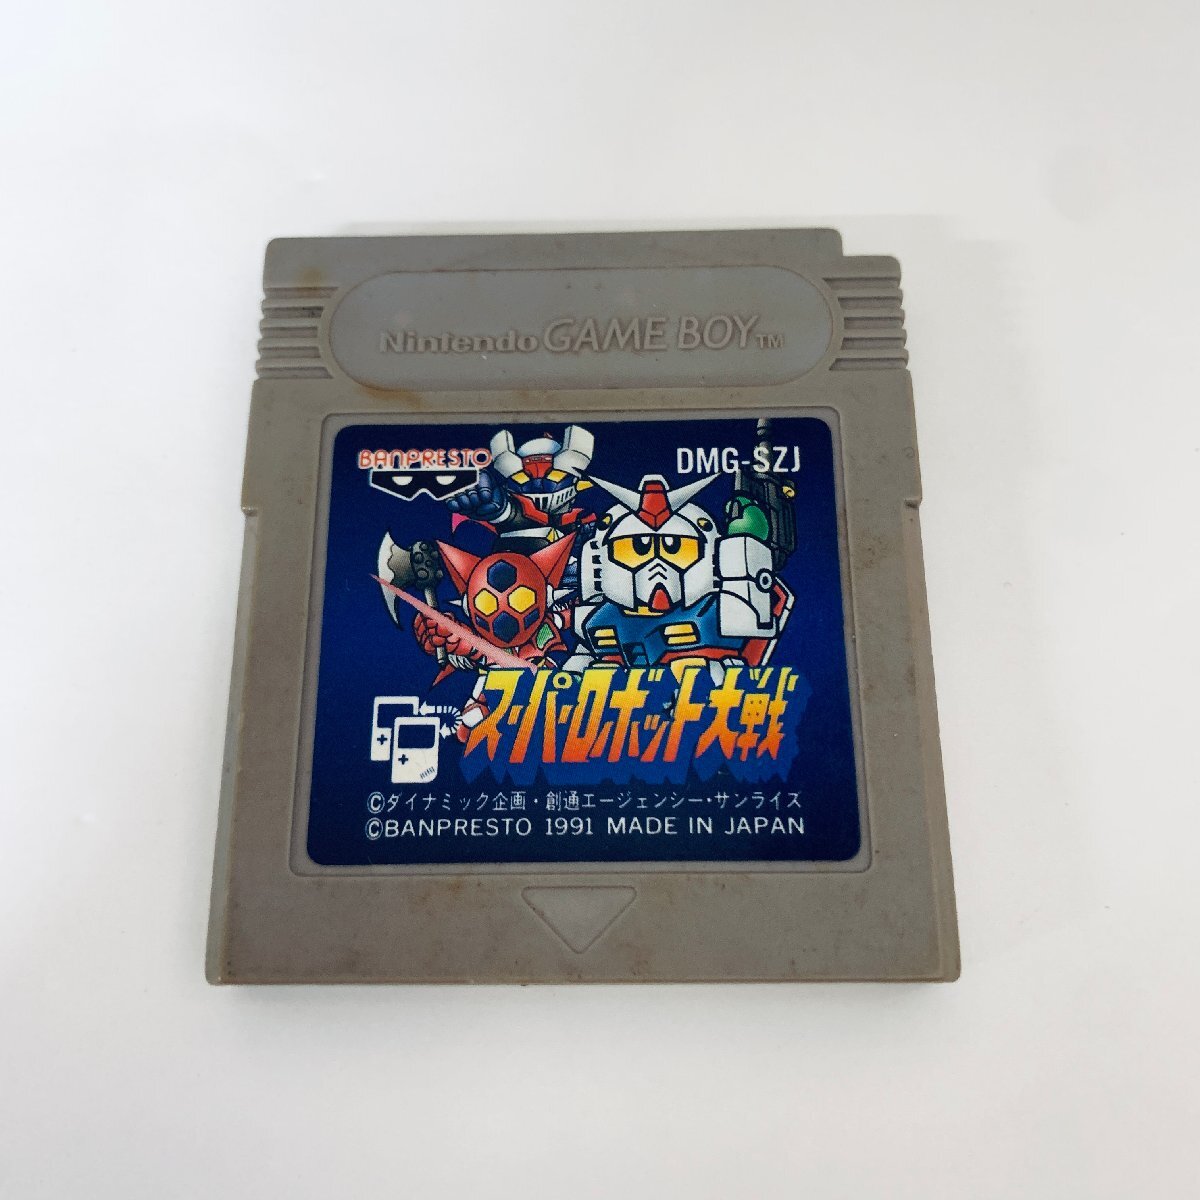 Nintendo GAME BOY™
BANPRESTO
DMG-SZJ
スーパーロボット大戦
©ダイナミック企画・創通エージェンシー・サンライズ
©BANPRESTO 1991 MADE IN JAPAN